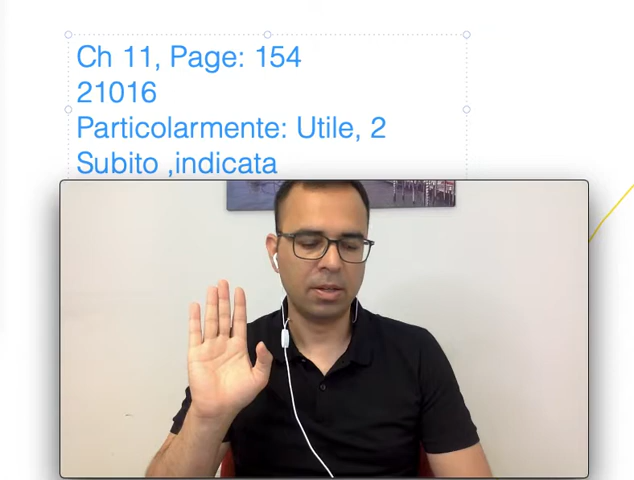 Ch 11, Page: 154
21016
Particolarmente: Utile, 2
Subito ,indicata